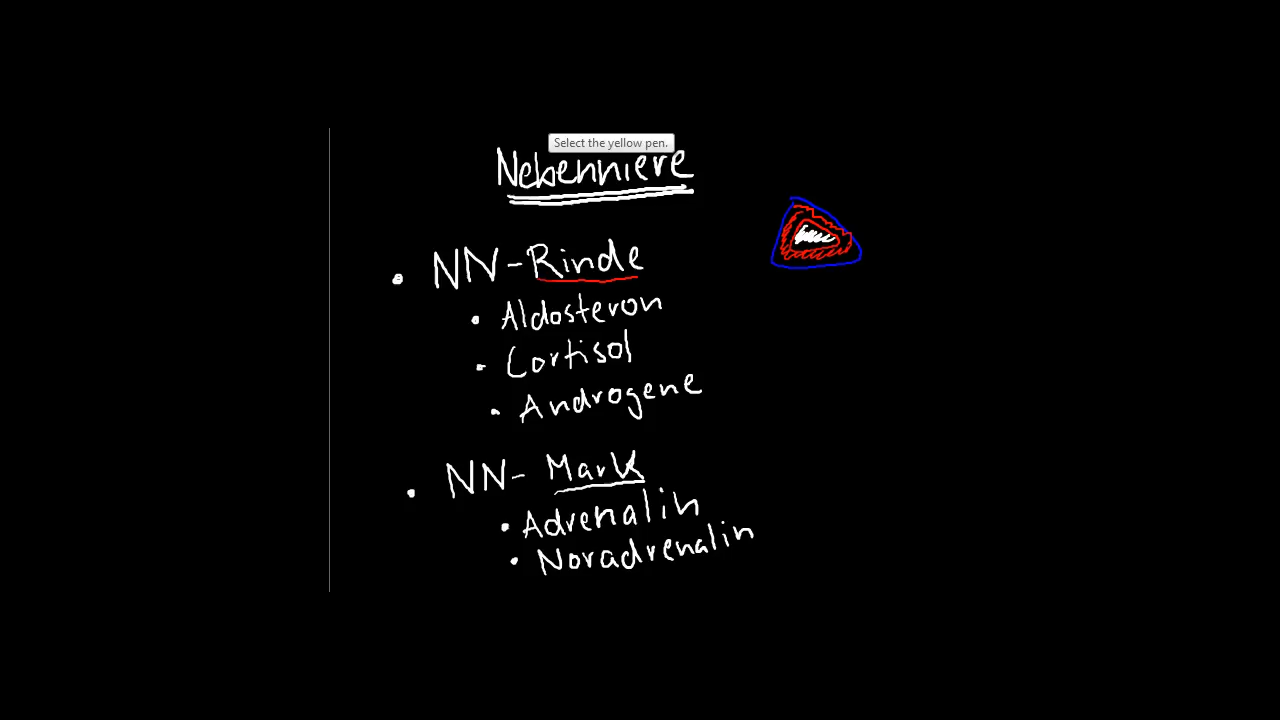 Select the yellow pen.
Nebenniere
• NN-Rinde
• Aldosteron
• Cortisol
• Androgene
• NN-Mark
• Adrenalin
• Noradrenalin